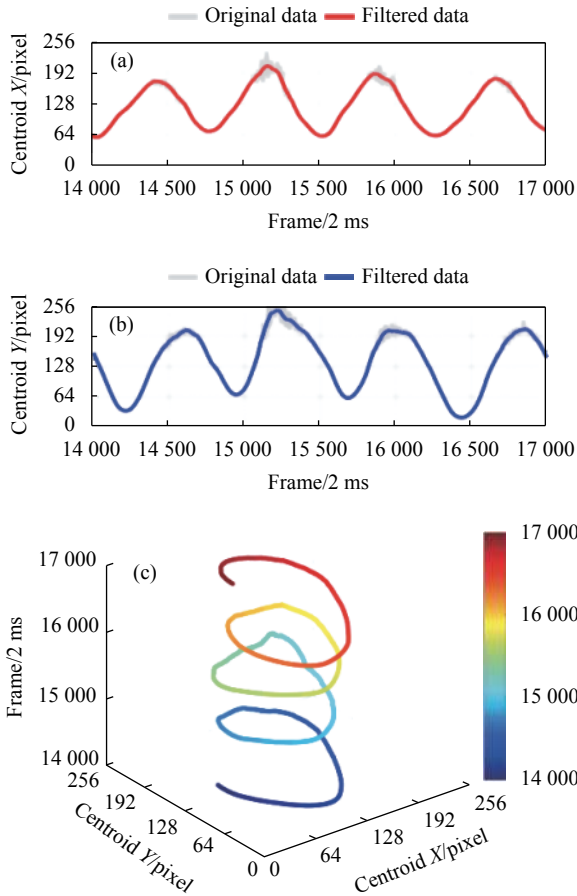 Original data Filtered data
(a)
Centroid X/pixel
256
192
128
64
0
14 000 14 500 15 000 15 500 16 000 16 500 17 000
Frame/2 ms
Original data Filtered data
(b)
Centroid Y/pixel
256
192
128
64
0
14 000 14 500 15 000 15 500 16 000 16 500 17 000
Frame/2 ms
(c)
Frame/2 ms
17 000
16 000
15 000
14 000
256
192
128
64
0
Centroid Y/pixel
0
64
128
192
256
Centroid X/pixel
17 000
16 000
15 000
14 000